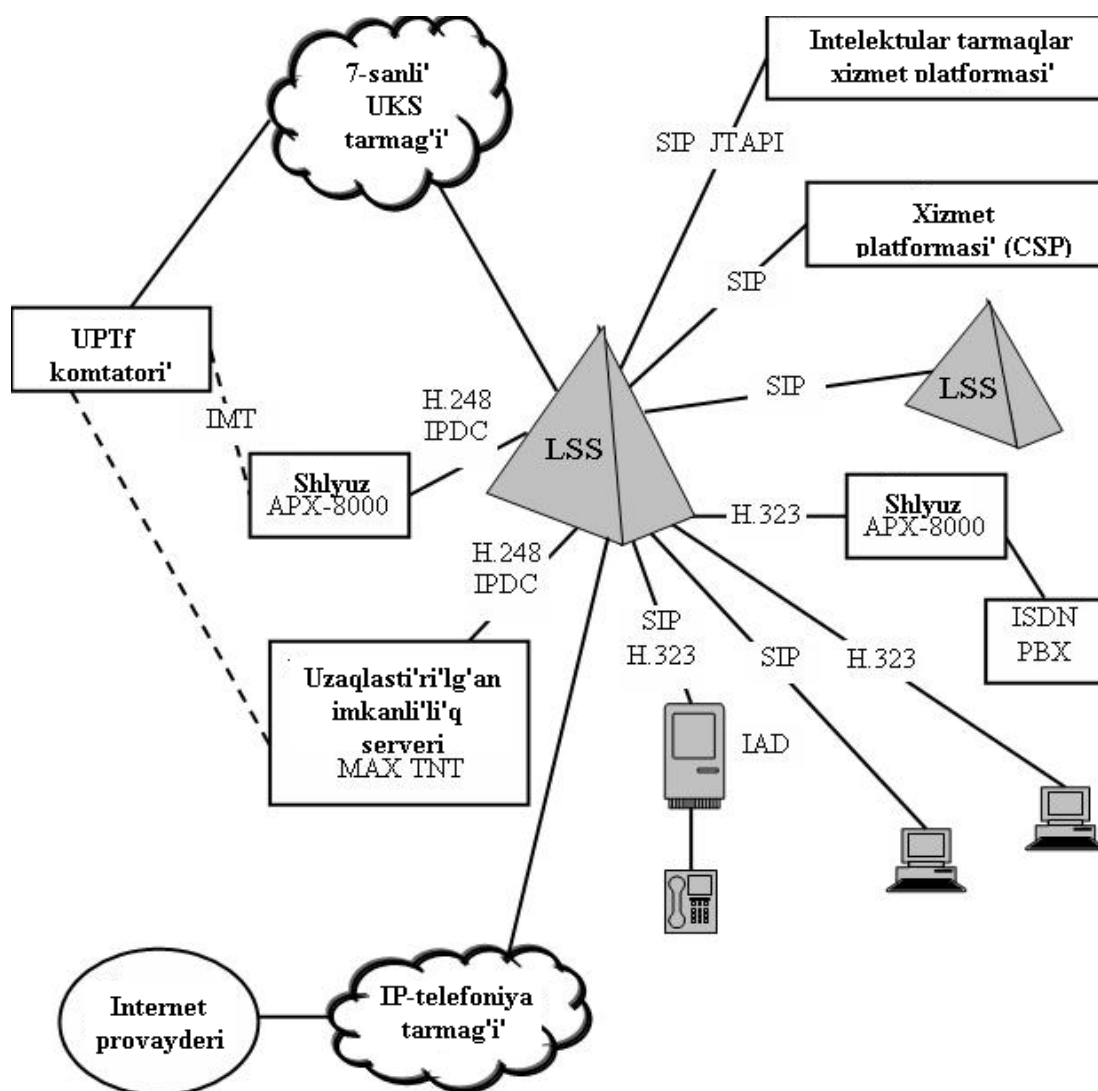 7-sanli'
UKS
tarmag'i'
Intelektular tarmaqlar
xizmet platformasi'
SIP JTAPI
Xizmet
platformasi' (CSP)
SIP
UPTf
komtatori'
IMT
H.248
IPDC
SIP
LSS
LSS
Shlyuz
APX-8000
H.323
Shlyuz
APX-8000
H.248
IPDC
ISDN
PBX
SIP
H.323
SIP
H.323
Uzaqlasti'ri'lg'an
imkanli'li'q
serveri
MAX TNT
IAD
IP-telefoniya
tarmag'i'
Internet
provayderi